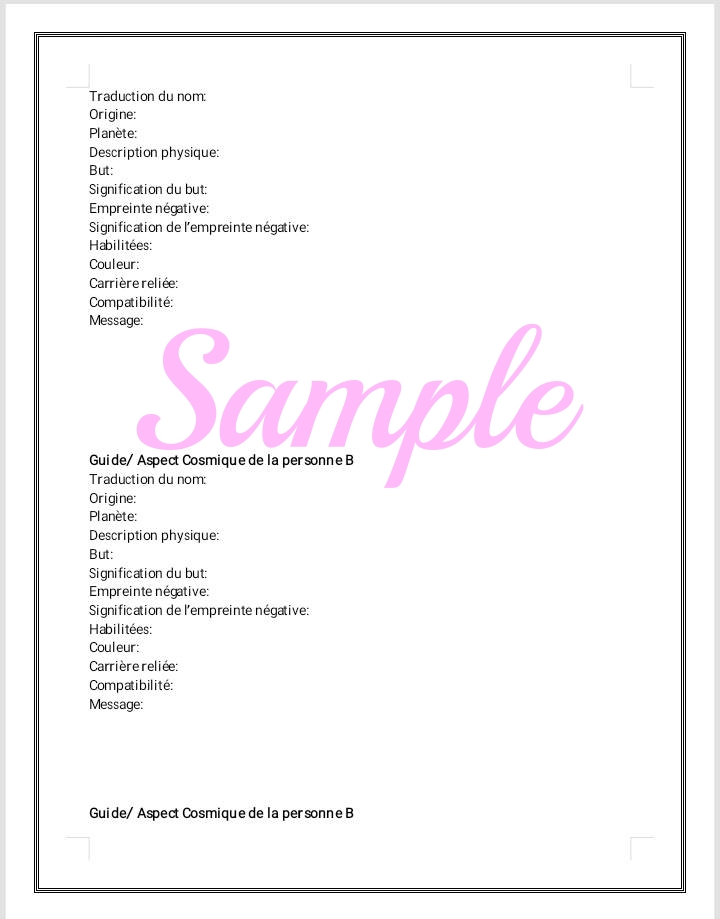 Traduction du nom:
Origine:
Planète:
Description physique:
But:
Signification du but:
Empreinte négative:
Signification de l’empreinte négative:
Habilitées:
Couleur:
Carrière reliée:
Compatibilité:
Message:
Sample
Guide/ Aspect Cosmique de la personne B
Traduction du nom:
Origine:
Planète:
Description physique:
But:
Signification du but:
Empreinte négative:
Signification de l’empreinte négative:
Habilitées:
Couleur:
Carrière reliée:
Compatibilité:
Message:
Guide/ Aspect Cosmique de la personne B